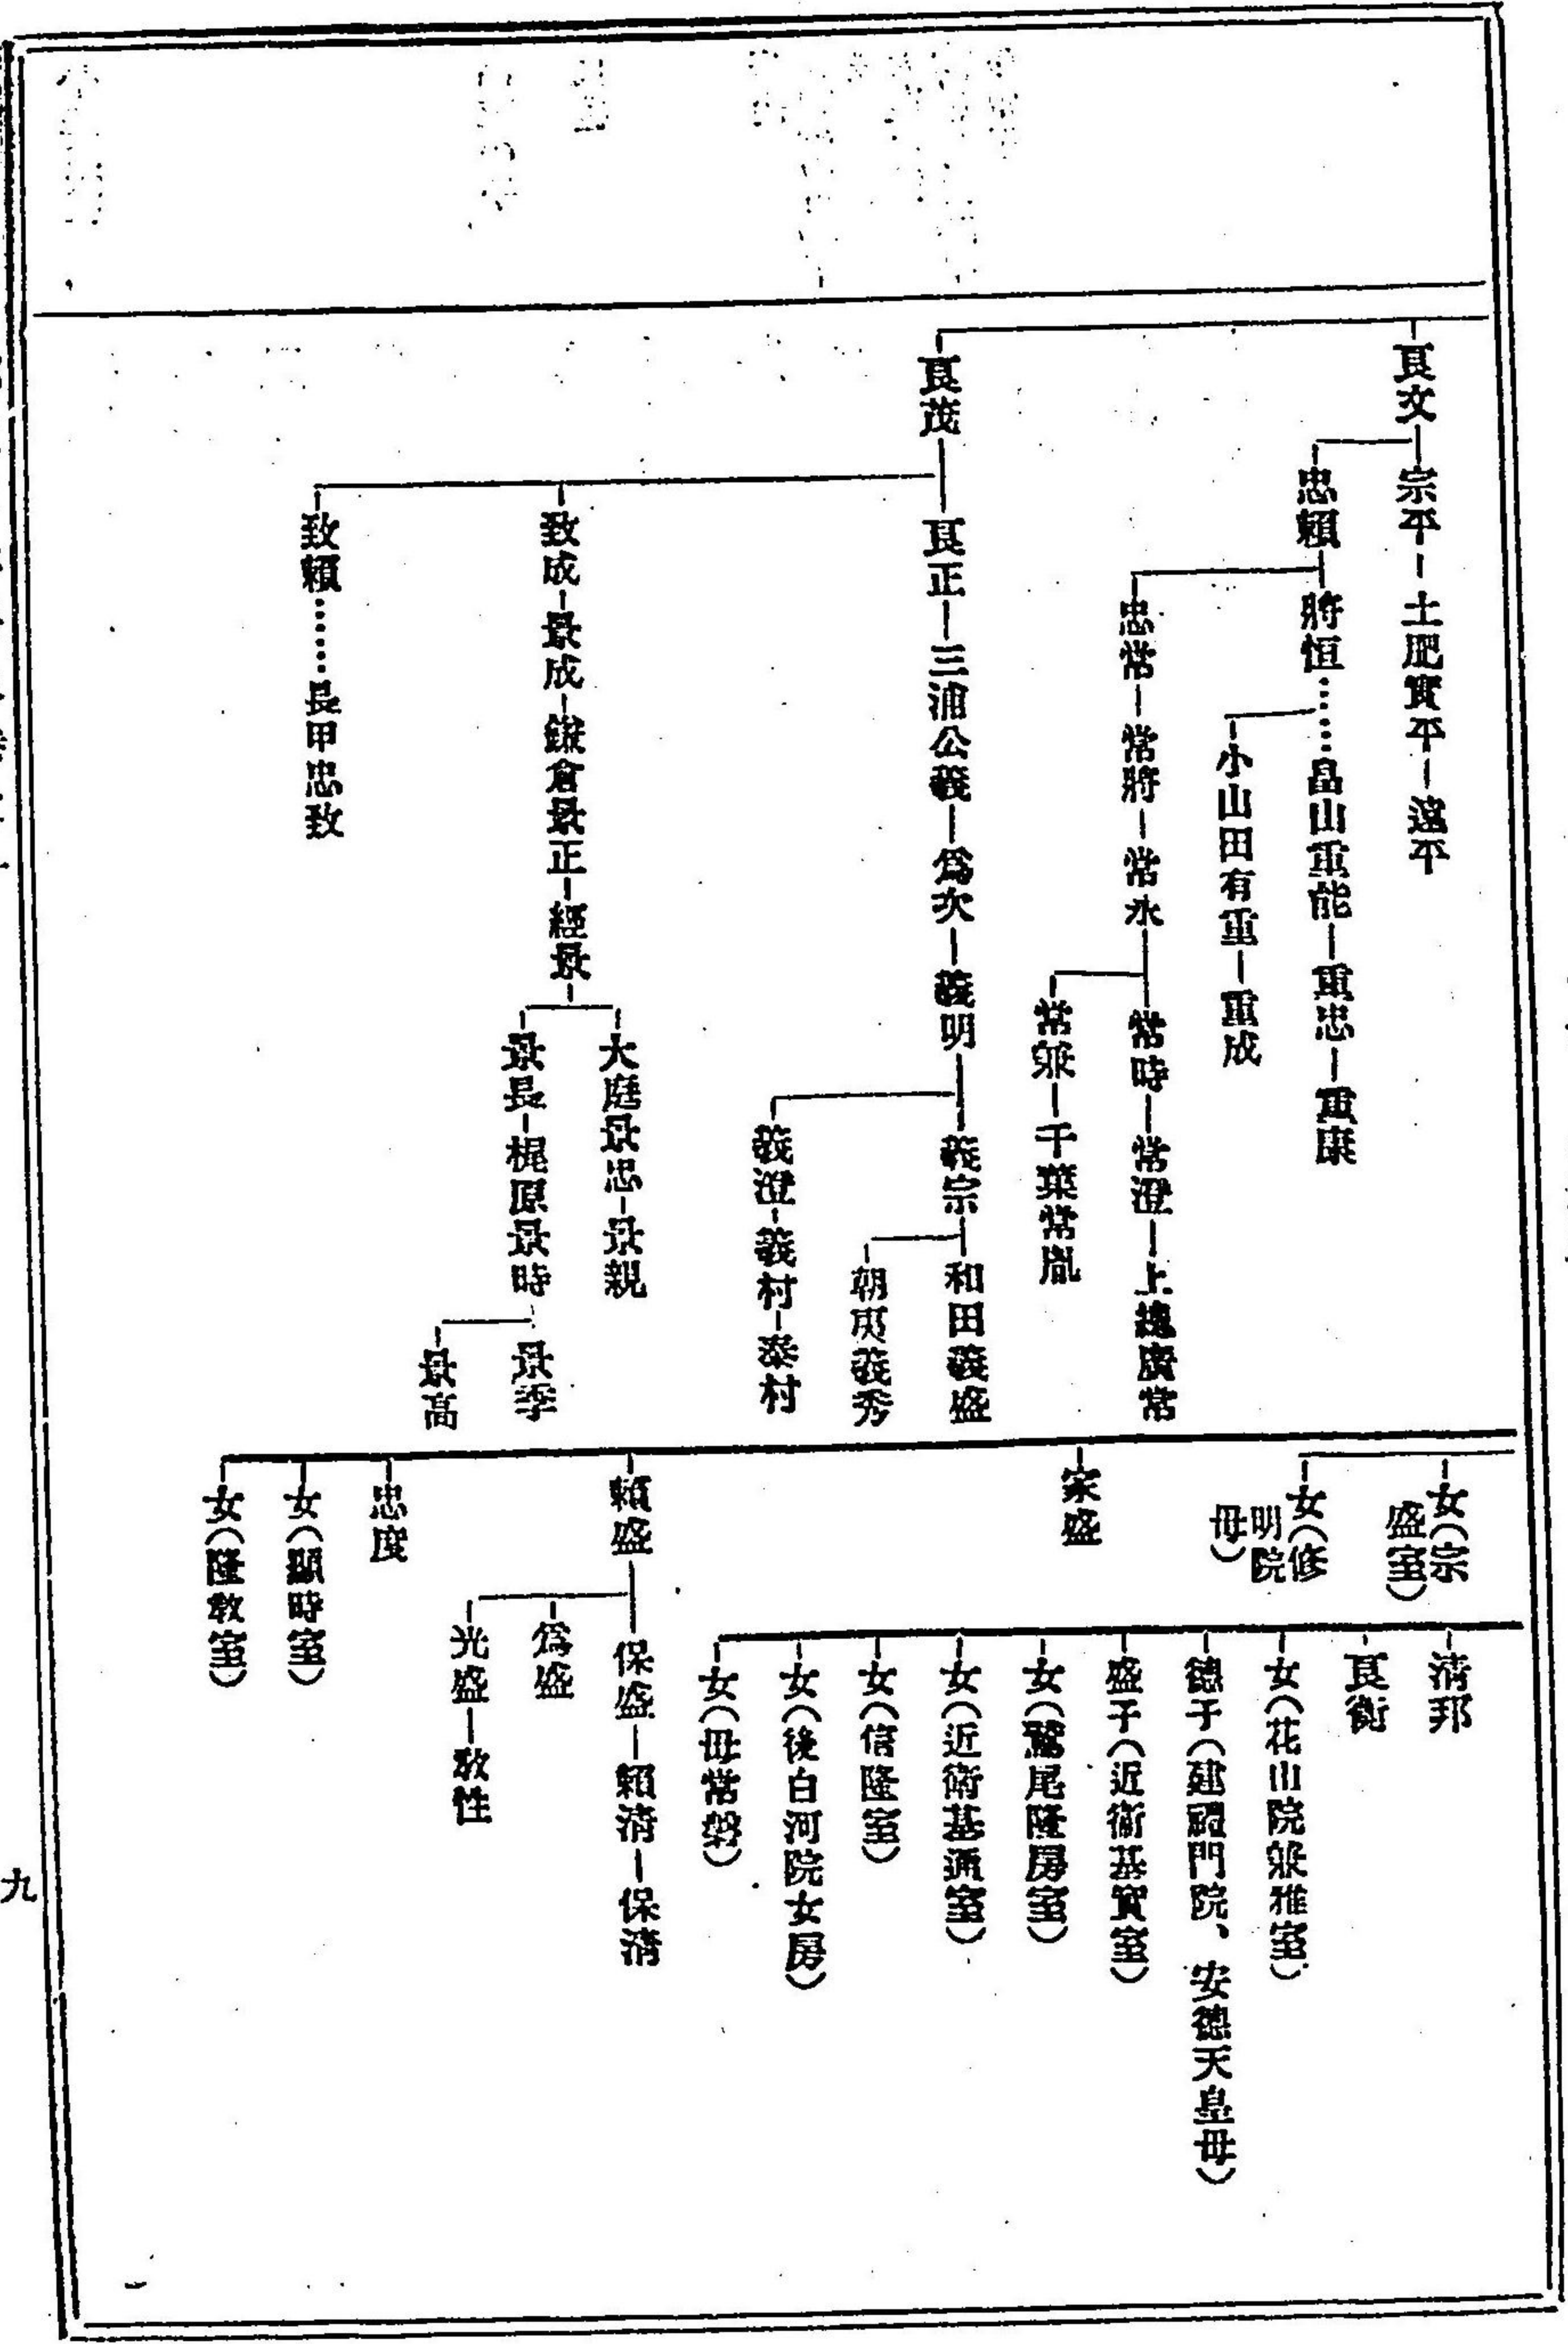 良文─宗平─土肥實平─遠平
忠賴─將恒……畠山重能─重忠─重康
小山田有重─重成
忠常─常將─常永─常時─常澄─上總廣常
常兼─千葉常胤
良茂─良正─三浦公義─爲次─義明─義宗─和田義盛
朝夷義秀
義澄─義村─泰村
致成─景成─鎌倉景正─經景─大庭景忠─景親
景長─梶原景時─景季
景高
致賴……長田忠致
女(宗盛室)
女(修明院母)
家盛
賴盛─保盛─賴清─保清
爲盛
光盛─敎性
忠度
女(顯時室)
女(隆敎室)
清邦
良衡
女(花山院兼雅室)
德子(建禮門院、安德天皇母)
盛子(近衞基實室)
女(鷲尾隆房室)
女(近衞基通室)
女(信隆室)
女(後白河院女房)
女(母常磐)
九